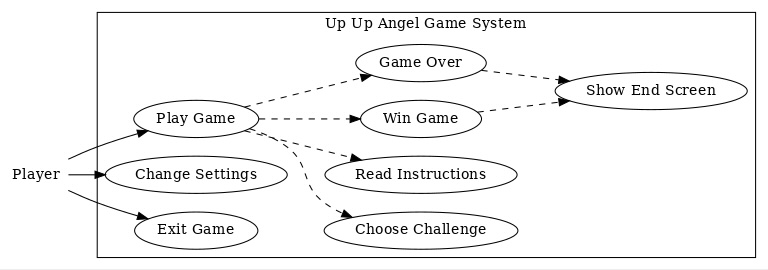 Up Up Angel Game System
Game Over
Show End Screen
Play Game
Win Game
Player
Change Settings
Read Instructions
Exit Game
Choose Challenge